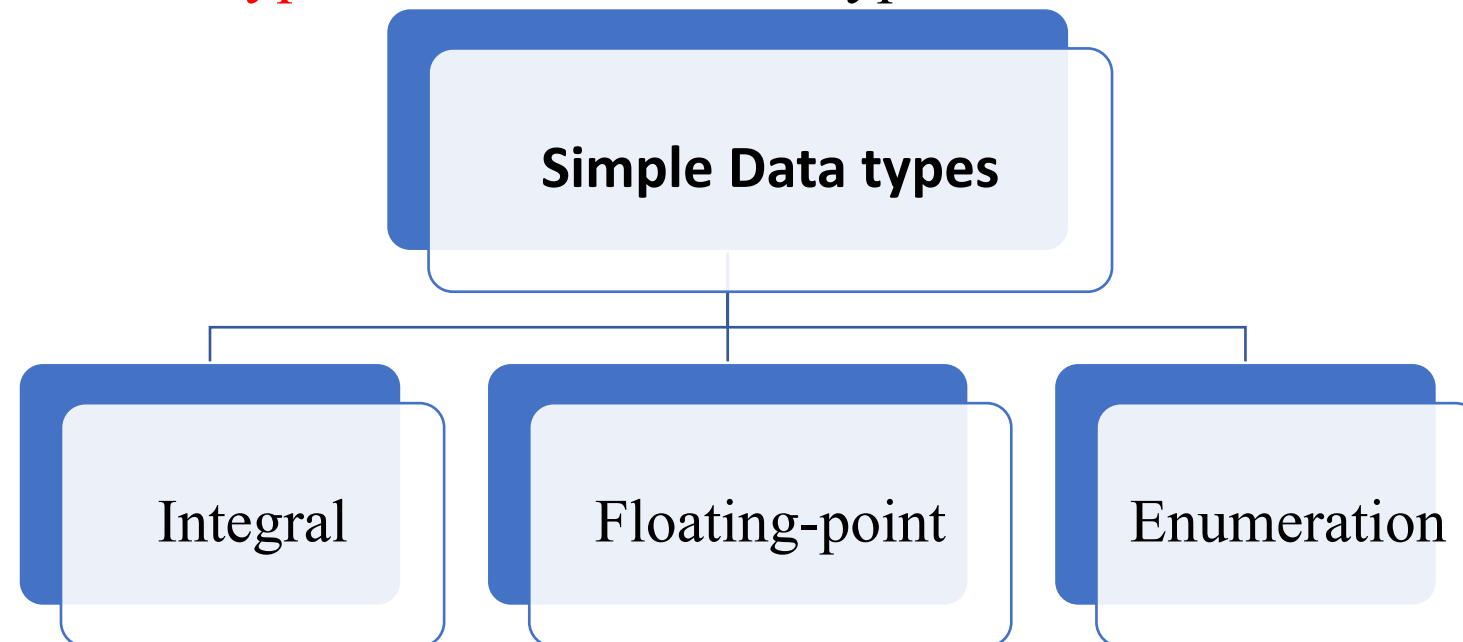 Simple Data types
Integral
Floating-point
Enumeration